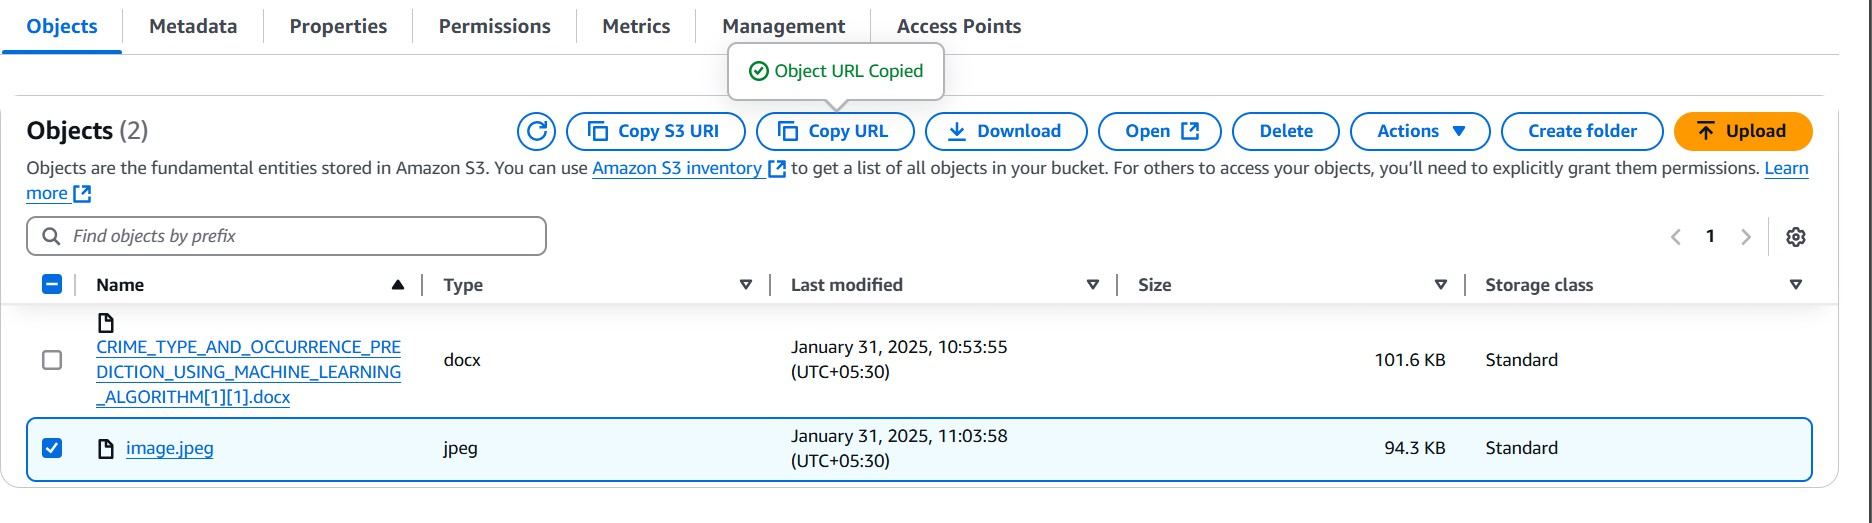 Objects Metadata Properties Permissions Metrics Management Access Points
Object URL Copied
Objects (2) Copy S3 URI Copy URL Download Open Delete Actions Create folder Upload
Objects are the fundamental entities stored in Amazon S3. You can use Amazon S3 inventory to get a list of all objects in your bucket. For others to access your objects, you’ll need to explicitly grant them permissions. Learn
more
Find objects by prefix 1
Name Type Last modified Size Storage class
CRIME_TYPE_AND_OCCURRENCE_PRE
DICTION_USING_MACHINE_LEARNING
_ALGORITHM[1][1].docx
docx
January 31, 2025, 10:53:55
(UTC+05:30)
101.6 KB
Standard
image.jpeg
jpeg
January 31, 2025, 11:03:58
(UTC+05:30)
94.3 KB
Standard